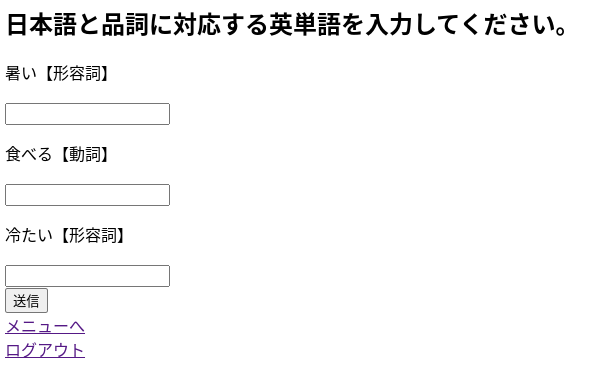 日本語と品詞に対応する英単語を入力してください。
暑い【形容詞】
食べる【動詞】
冷たい【形容詞】
送信
メニューへ
ログアウト